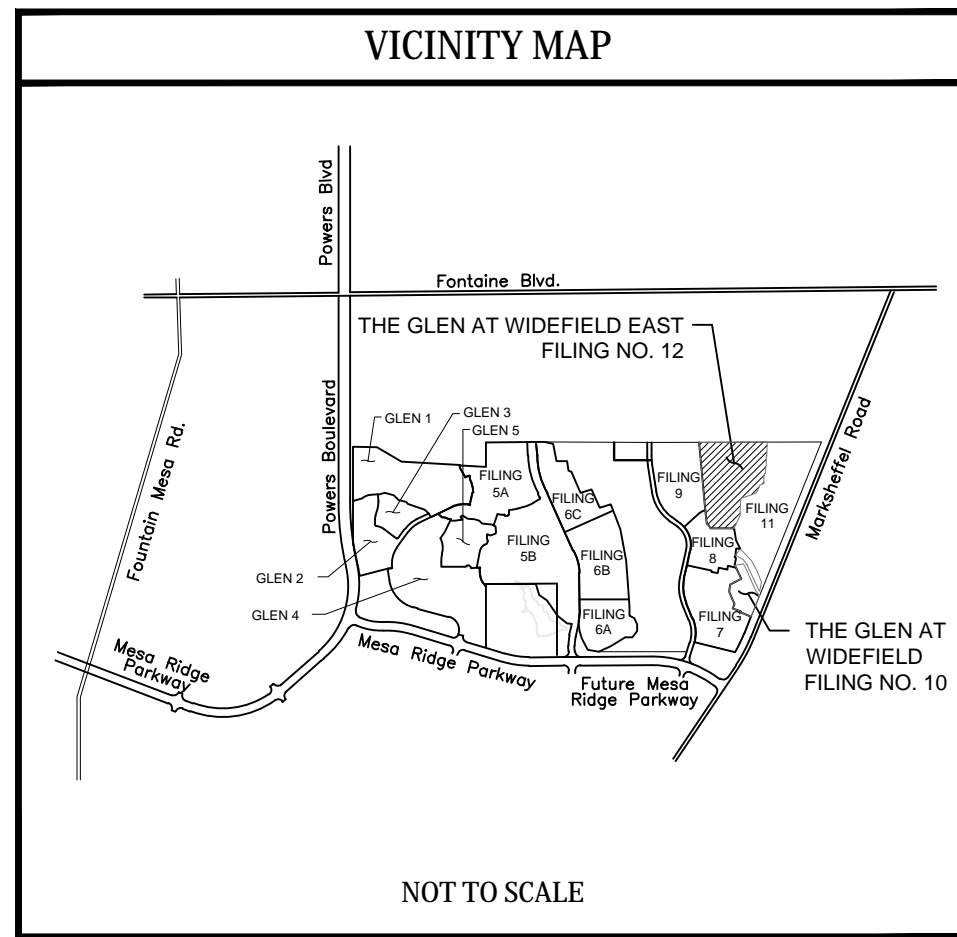 VICINITY MAP
Powers Blvd
Fontaine Blvd.
THE GLEN AT WIDEFIELD EAST
FILING NO. 12
Fountain Mesa Rd.
Powers Boulevard
Marksheffel Road
GLEN 1
GLEN 3
GLEN 5
FILING
5A
FILING
6C
FILING
9
FILING
11
FILING
5B
FILING
6B
FILING
8
GLEN 2
GLEN 4
FILING
6A
FILING
7
THE GLEN AT
WIDEFIELD
FILING NO. 10
Mesa Ridge
Parkway
Mesa Ridge Parkway
Future Mesa
Ridge Parkway
NOT TO SCALE